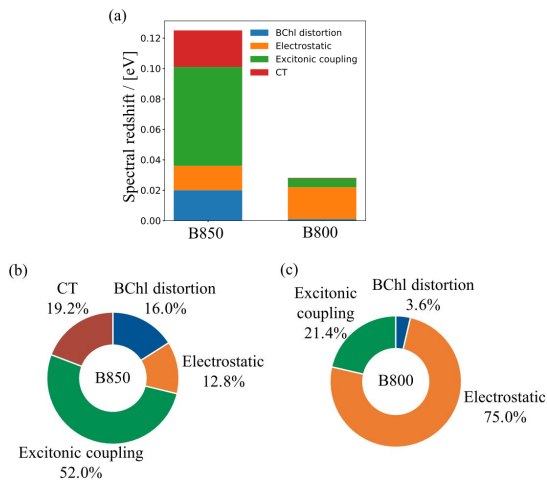 (a)
Spectral redshift / [eV]
0.12
0.10
0.08
0.06
0.04
0.02
0.00
BChl distortion
Electrostatic
Excitonic coupling
CT
B850
B800
(b)
CT
19.2%
BChl distortion
16.0%
Electrostatic
12.8%
B850
Excitonic coupling
52.0%
(c)
BChl distortion
3.6%
Excitonic
coupling
21.4%
B800
Electrostatic
75.0%